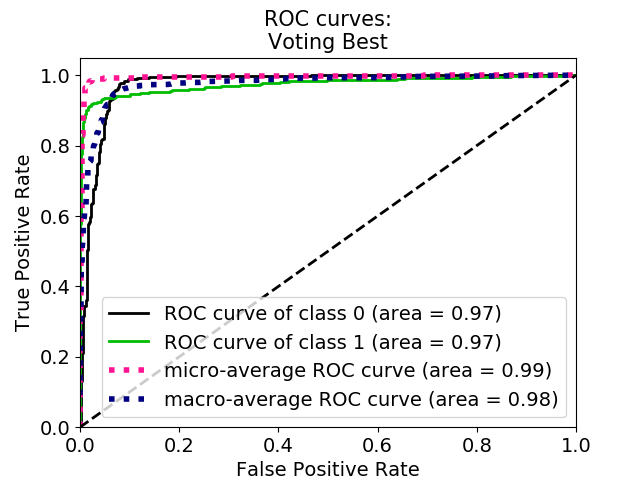 ROC curves:
Voting Best
True Positive Rate
1.0
0.8
0.6
0.4
0.2
0.0
ROC curve of class 0 (area = 0.97)
ROC curve of class 1 (area = 0.97)
micro-average ROC curve (area = 0.99)
macro-average ROC curve (area = 0.98)
0.0 0.2 0.4 0.6 0.8 1.0
False Positive Rate